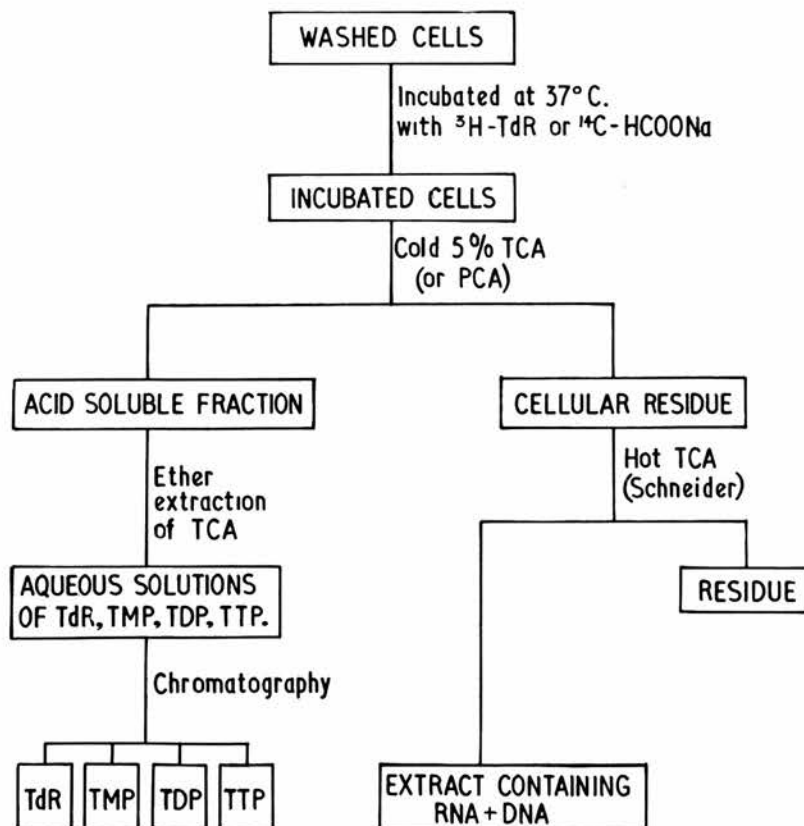 WASHED CELLS
Incubated at 37°C.
with ³H-TdR or ¹⁴C-HCOONa
INCUBATED CELLS
Cold 5% TCA
(or PCA)
ACID SOLUBLE FRACTION
CELLULAR RESIDUE
Ether
extraction
of TCA
Hot TCA
(Schneider)
AQUEOUS SOLUTIONS
OF TdR, TMP, TDP, TTP.
RESIDUE
Chromatography
TdR
TMP
TDP
TTP
EXTRACT CONTAINING
RNA + DNA